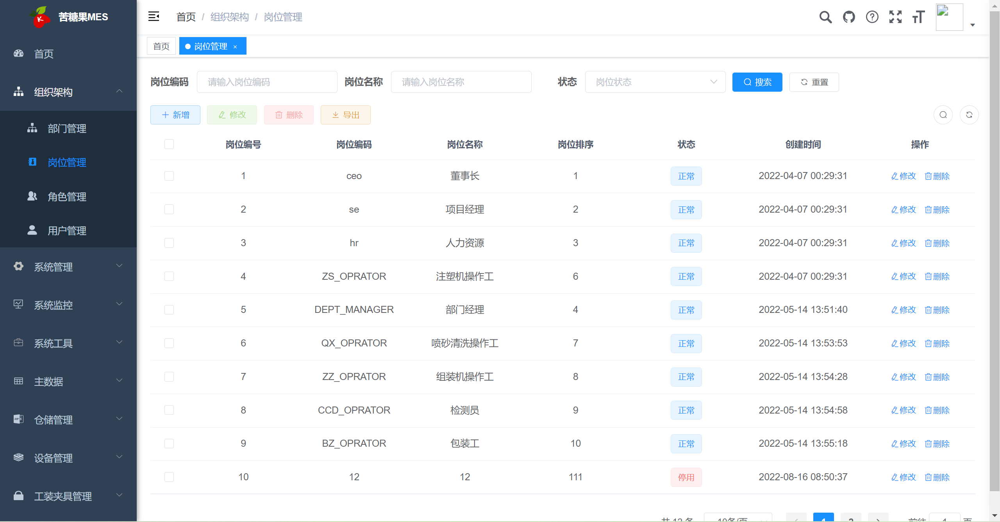 苦糖果MES
首页
组织架构
部门管理
岗位管理
角色管理
用户管理
系统管理
系统监控
系统工具
主数据
仓储管理
设备管理
工装夹具管理
首页 / 组织架构 / 岗位管理
首页 岗位管理 ×
岗位编码 请输入岗位编码 岗位名称 请输入岗位名称 状态 岗位状态 搜索 重置
新增 修改 删除 导出
岗位编号 岗位编码 岗位名称 岗位排序 状态 创建时间 操作
1 ceo 董事长 1 正常 2022-04-07 00:29:31 修改 删除
2 se 项目经理 2 正常 2022-04-07 00:29:31 修改 删除
3 hr 人力资源 3 正常 2022-04-07 00:29:31 修改 删除
4 ZS_OPRATOR 注塑机操作工 6 正常 2022-04-07 00:29:31 修改 删除
5 DEPT_MANAGER 部门经理 4 正常 2022-05-14 13:51:40 修改 删除
6 QX_OPRATOR 喷砂清洗操作工 7 正常 2022-05-14 13:53:53 修改 删除
7 ZZ_OPRATOR 组装机操作工 8 正常 2022-05-14 13:54:28 修改 删除
8 CCD_OPRATOR 检测员 9 正常 2022-05-14 13:54:58 修改 删除
9 BZ_OPRATOR 包装工 10 正常 2022-05-14 13:55:18 修改 删除
10 12 12 111 停用 2022-08-16 08:50:37 修改 删除
10条/页 1 2 前往 1 页